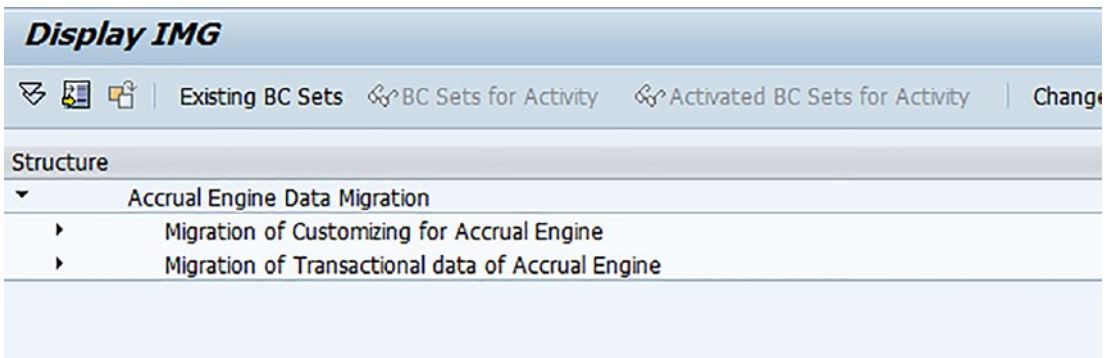 Display IMG
Existing BC Sets BC Sets for Activity Activated BC Sets for Activity Change
Structure
Accrual Engine Data Migration
Migration of Customizing for Accrual Engine
Migration of Transactional data of Accrual Engine